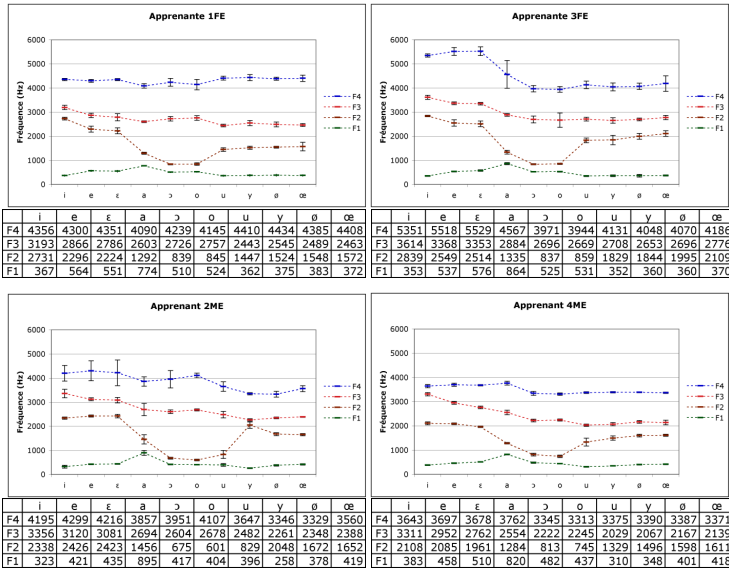 Apprenante 1FE
Fréquence (Hz)
6000
5000
4000
3000
2000
1000
0
i e ɛ a ɔ o u y ø œ
F4
F3
F2
F1
i e ɛ a ɔ o u y ø œ
F4 4356 4300 4351 4090 4239 4145 4410 4434 4385 4408
F3 3193 2866 2786 2603 2726 2757 2443 2545 2489 2463
F2 2731 2296 2224 1292 839 845 1447 1524 1548 1572
F1 367 564 551 774 510 524 362 375 383 372
Apprenante 3FE
Fréquence (Hz)
6000
5000
4000
3000
2000
1000
0
i e ɛ a ɔ o u y ø œ
F4
F3
F2
F1
i e ɛ a ɔ o u y ø œ
F4 5351 5518 5529 4567 3971 3944 4131 4048 4070 4186
F3 3614 3368 3353 2884 2696 2669 2708 2653 2696 2776
F2 2839 2549 2514 1335 837 859 1829 1844 1995 2109
F1 353 537 576 864 525 531 352 360 360 370
Apprenant 2ME
Fréquence (Hz)
6000
5000
4000
3000
2000
1000
0
i e ɛ a ɔ o u y ø œ
F4
F3
F2
F1
i e ɛ a ɔ o u y ø œ
F4 4195 4299 4216 3857 3951 4107 3647 3346 3329 3560
F3 3356 3120 3081 2694 2604 2678 2482 2261 2348 2388
F2 2338 2426 2423 1456 675 601 829 2048 1672 1652
F1 323 421 435 895 417 404 396 258 378 419
Apprenant 4ME
Fréquence (Hz)
6000
5000
4000
3000
2000
1000
0
i e ɛ a ɔ o u y ø œ
F4
F3
F2
F1
i e ɛ a ɔ o u y ø œ
F4 3643 3697 3678 3762 3345 3313 3375 3390 3387 3371
F3 3311 2952 2762 2554 2222 2245 2029 2067 2167 2139
F2 2108 2085 1961 1284 813 745 1329 1496 1598 1611
F1 383 458 510 820 482 437 310 348 401 418